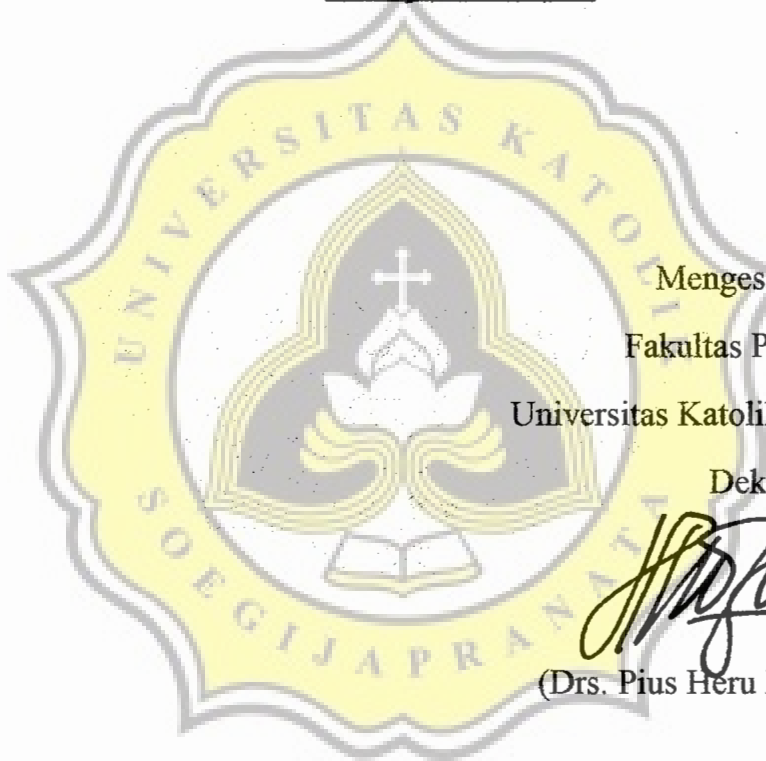 UNIVERSITAS KATOLIK
SOEGIJAPRANATA
Menges
Fakultas P
Universitas Katoli
Dek
(Drs. Pius Heru